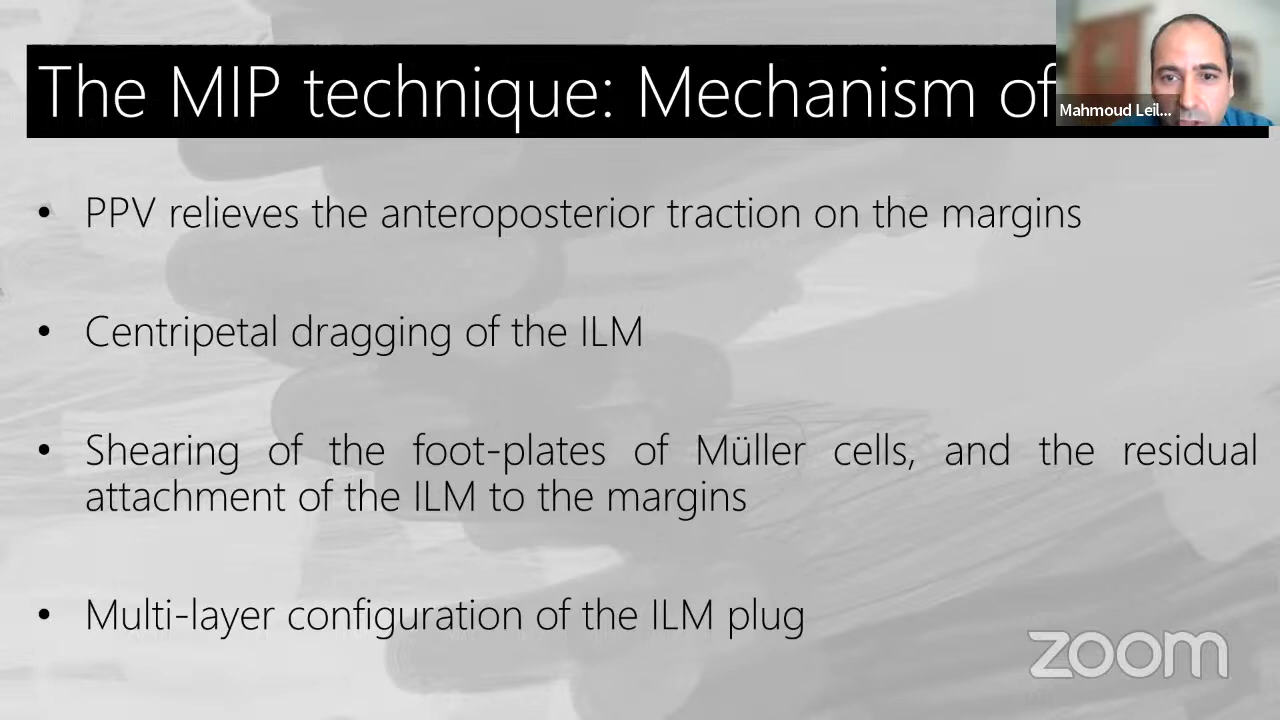 The MIP technique: Mechanism of
Mahmoud Leil...
• PPV relieves the anteroposterior traction on the margins
• Centripetal dragging of the ILM
• Shearing of the foot-plates of Müller cells, and the residual
attachment of the ILM to the margins
• Multi-layer configuration of the ILM plug
zoom